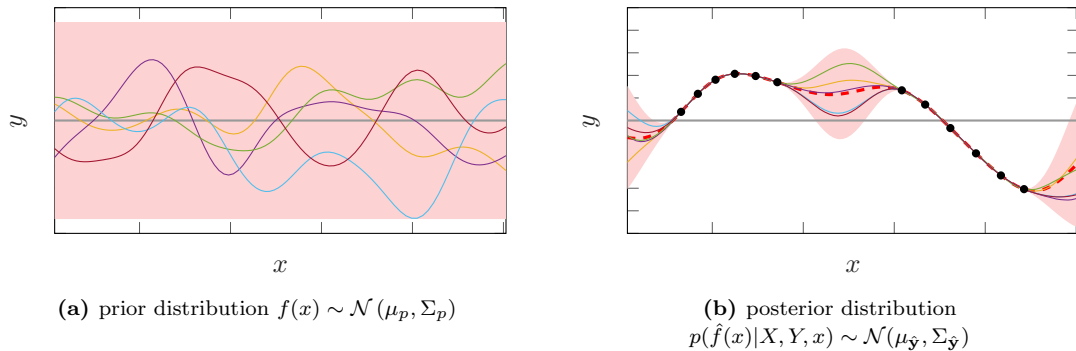 y
x
(a) prior distribution f(x) ∼ 𝒩(μ_p, Σ_p)
y
x
(b) posterior distribution
p(f̂(x)|X, Y, x) ∼ 𝒩(μ_ŷ, Σ_ŷ)